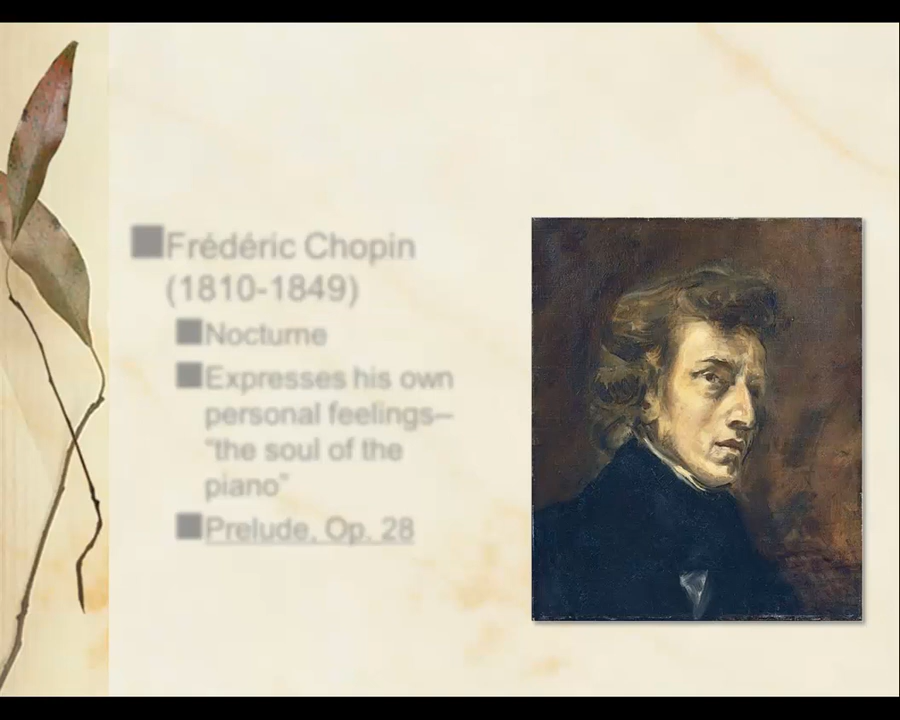 Frédéric Chopin
(1810-1849)
Nocturne
Expresses his own
personal feelings—
“the soul of the
piano”
Prelude, Op. 28